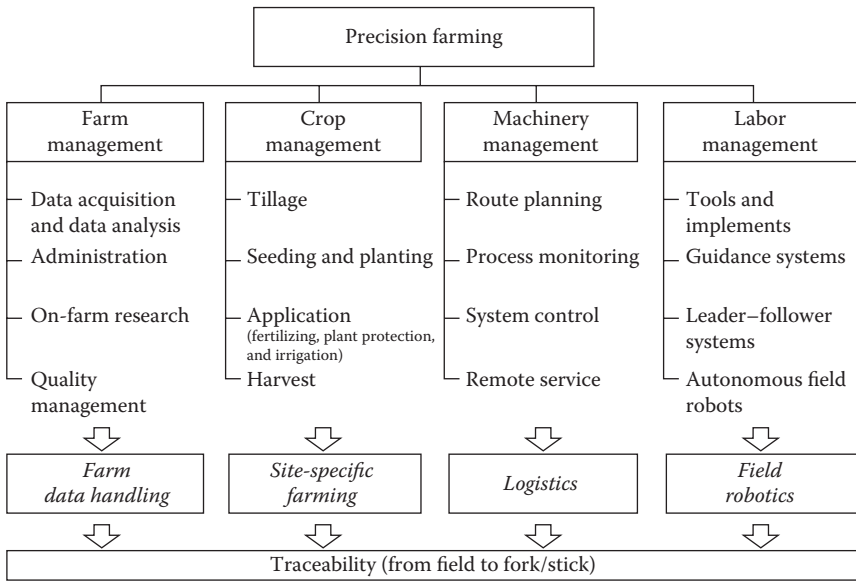 Precision farming
Farm
management
Crop
management
Machinery
management
Labor
management
Data acquisition
and data analysis
Administration
On-farm research
Quality
management
Tillage
Seeding and planting
Application
(fertilizing, plant protection,
and irrigation)
Harvest
Route planning
Process monitoring
System control
Remote service
Tools and
implements
Guidance systems
Leader–follower
systems
Autonomous field
robots
Farm
data handling
Site-specific
farming
Logistics
Field
robotics
Traceability (from field to fork/stick)